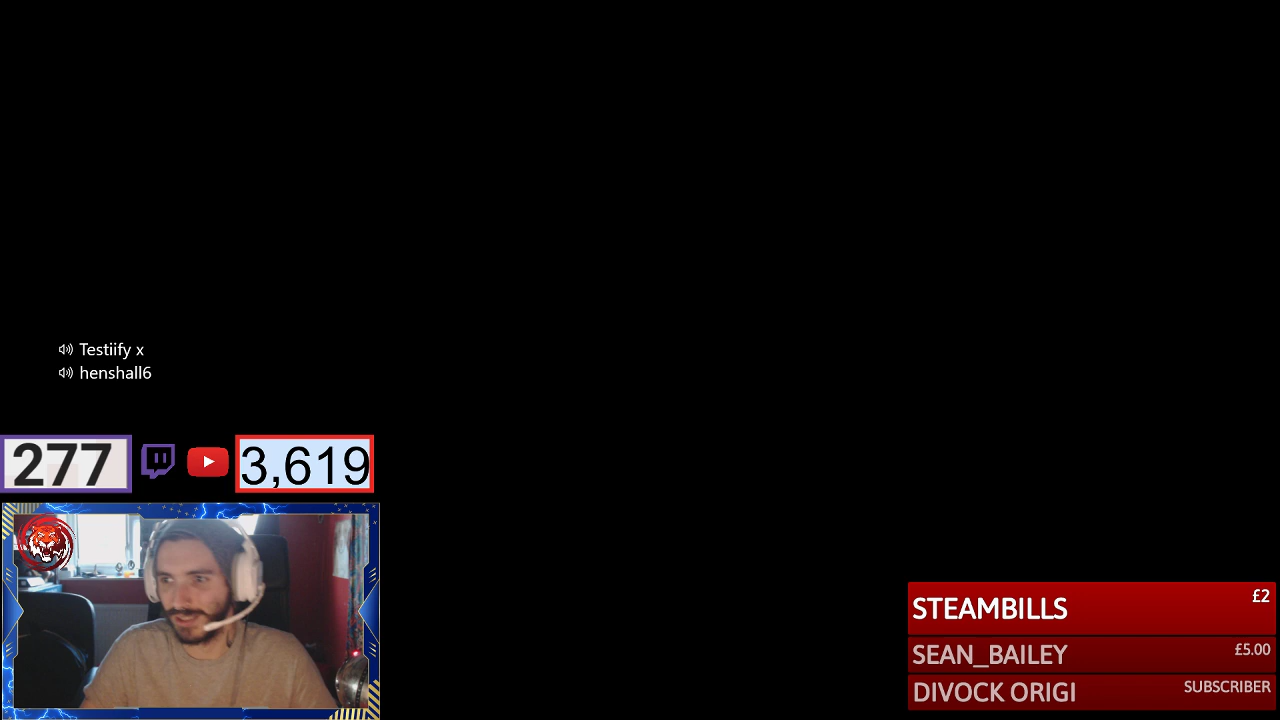 Testiify x
henshall6
277
3,619
STEAMBILLS £2
SEAN_BAILEY £5.00
DIVOCK ORIGI SUBSCRIBER